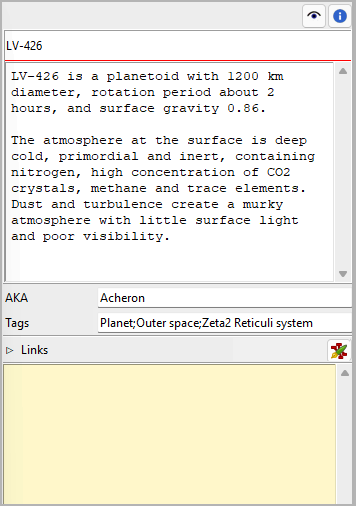 LV-426
LV-426 is a planetoid with 1200 km
diameter, rotation period about 2
hours, and surface gravity 0.86.
The atmosphere at the surface is deep
cold, primordial and inert, containing
nitrogen, high concentration of CO2
crystals, methane and trace elements.
Dust and turbulence create a murky
atmosphere with little surface light
and poor visibility.
AKA Acheron
Tags Planet;Outer space;Zeta2 Reticuli system
Links